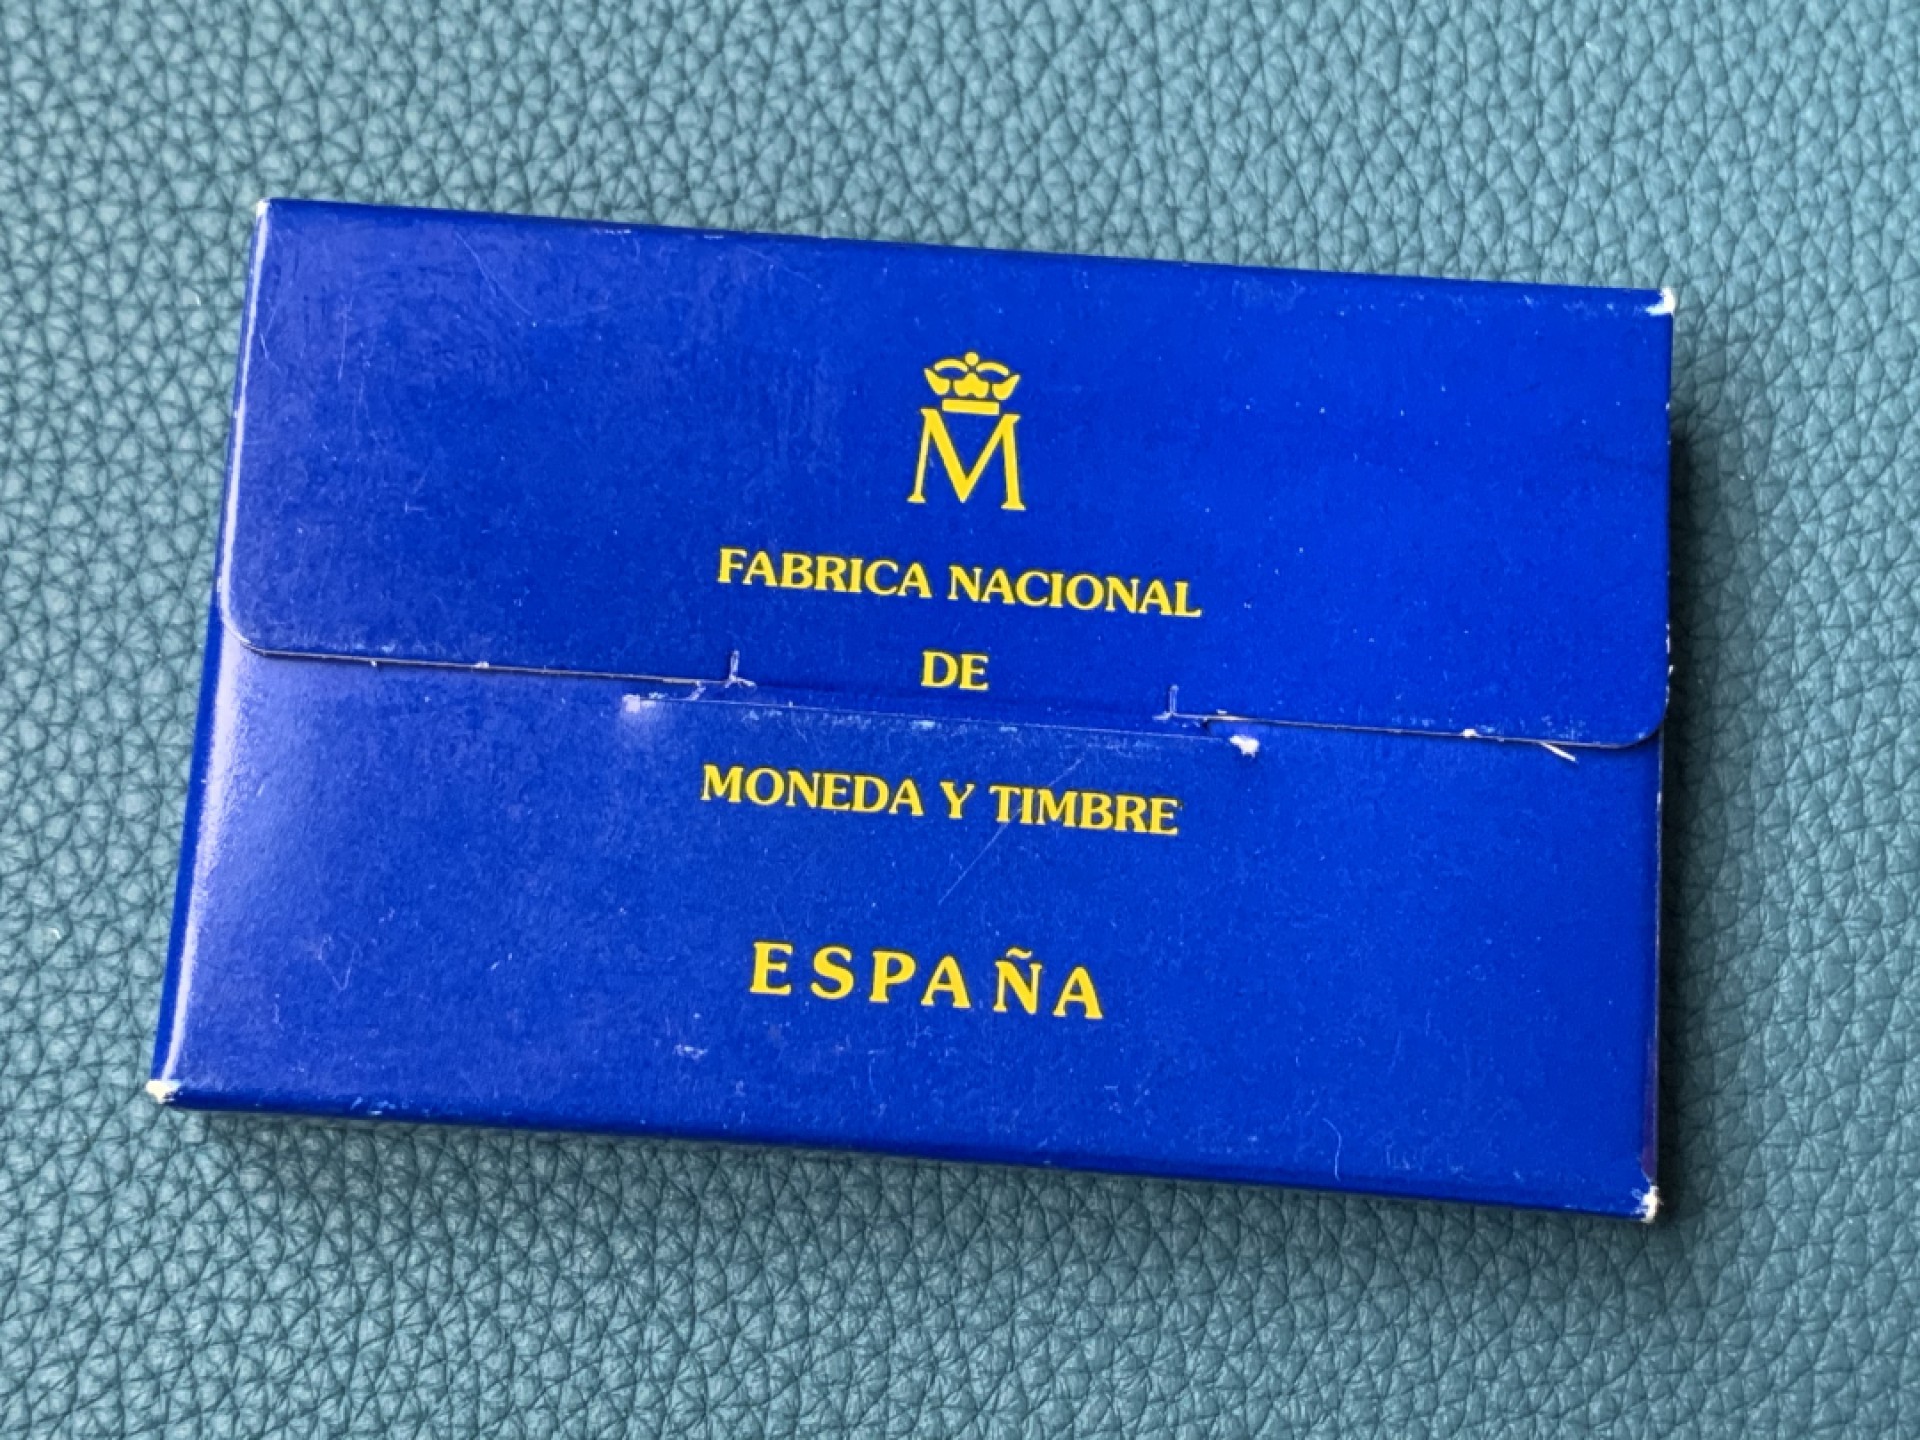 M
FABRICA NACIONAL
DE
MONEDA Y TIMBRE
ESPAÑA